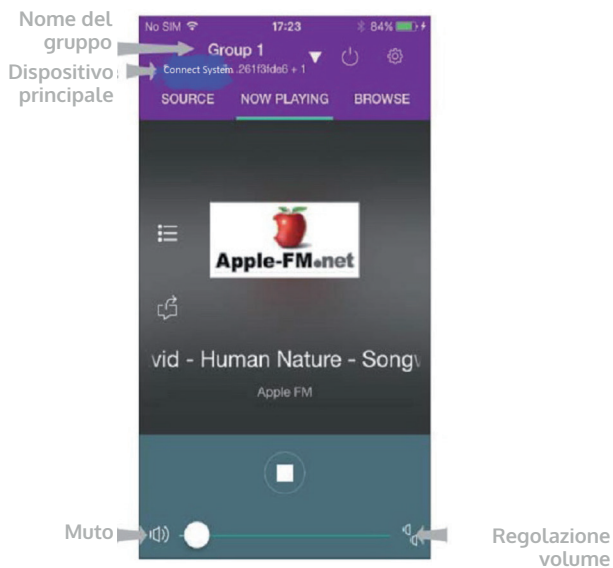 Nome del
gruppo
Dispositivo
principale
No SIM 17:23 84%
Group 1
Connect System .261f3fda6 + 1
SOURCE NOW PLAYING BROWSE
Apple-FM.net
vid - Human Nature - Song
Apple FM
Muto
Regolazione
volume